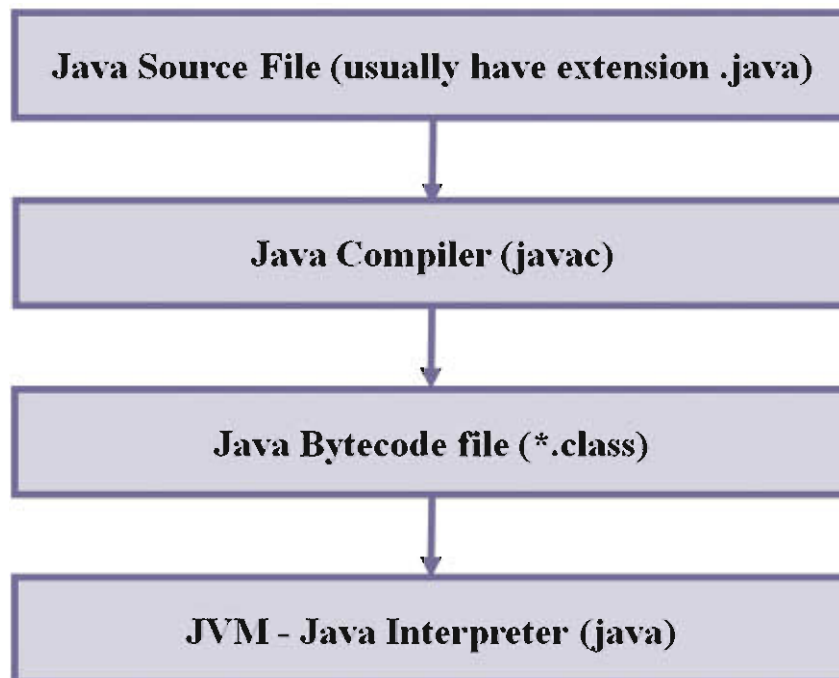 Java Source File (usually have extension .java)
Java Compiler (javac)
Java Bytecode file (*.class)
JVM - Java Interpreter (java)